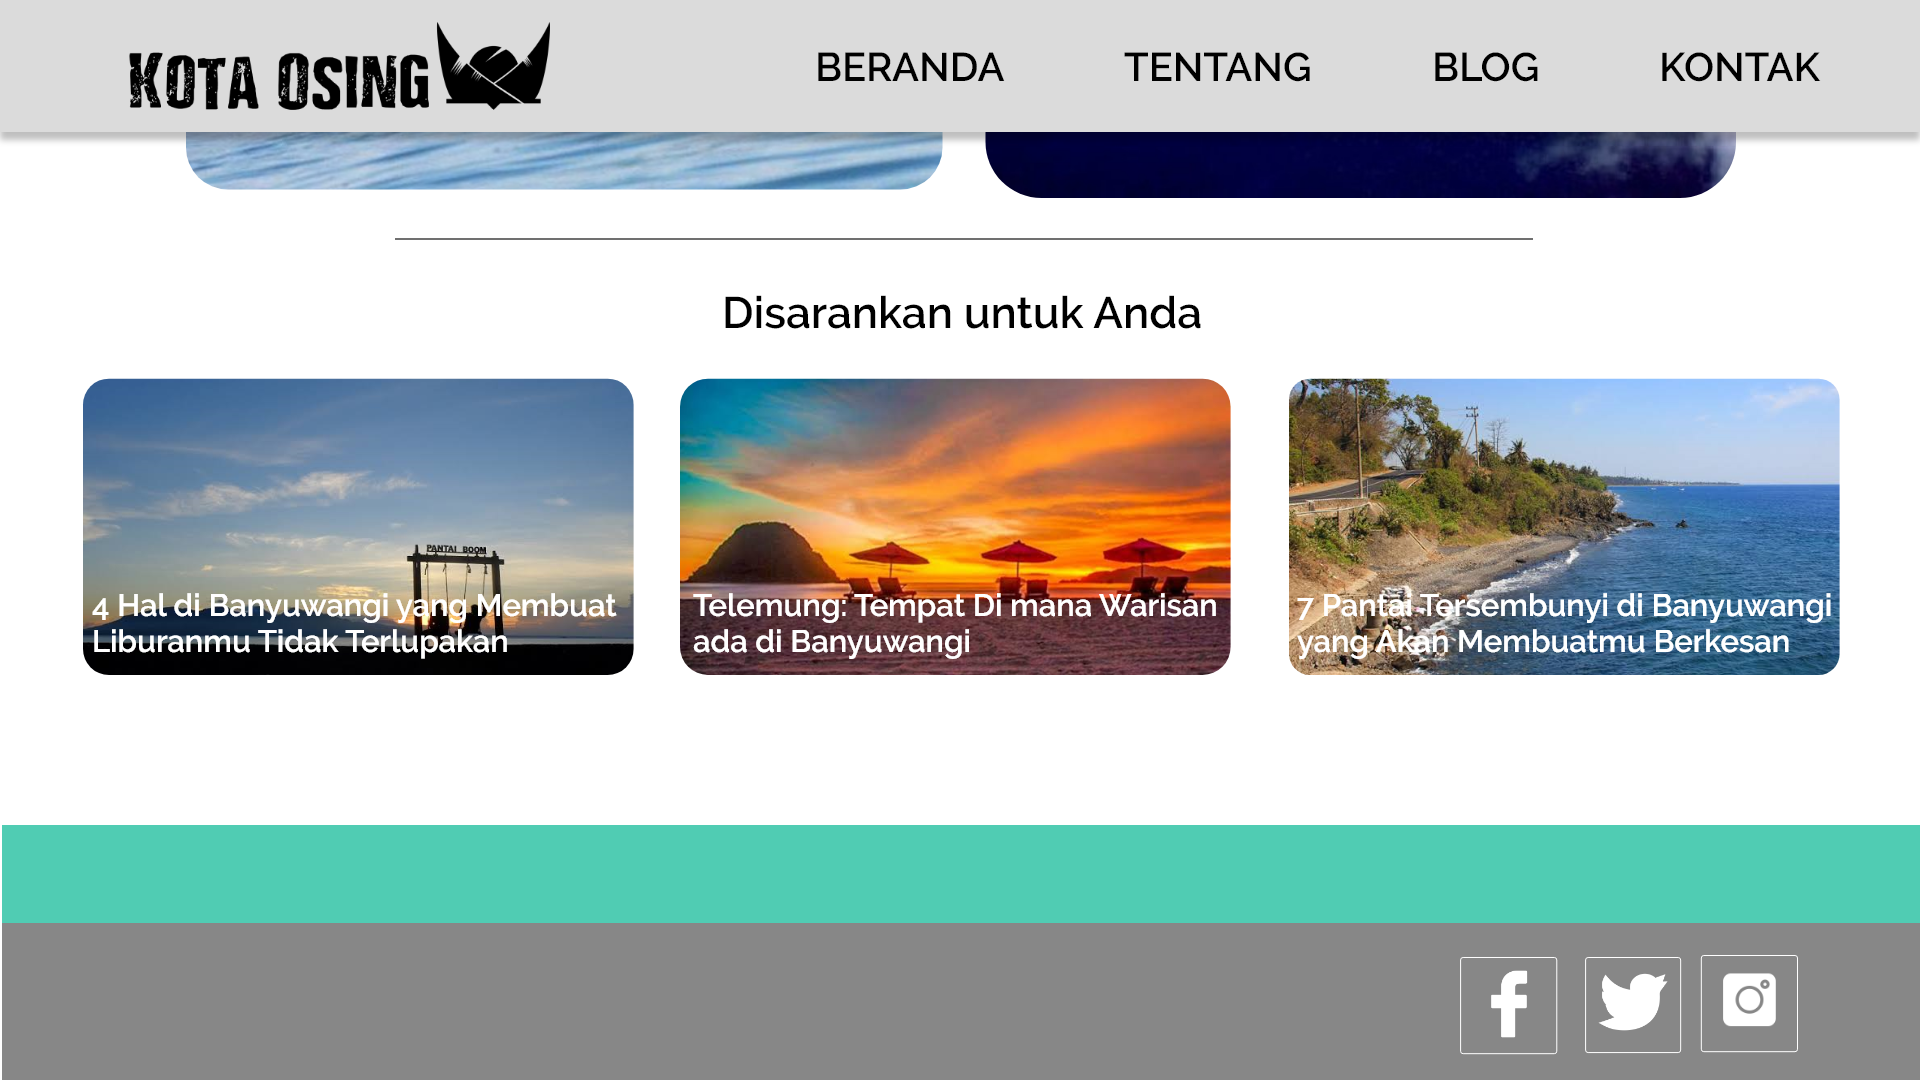 KOTA OSING
BERANDA
TENTANG
BLOG
KONTAK
Disarankan untuk Anda
PANTAI BOOM
4 Hal di Banyuwangi yang Membuat
Liburanmu Tidak Terlupakan
Telemung: Tempat Di mana Warisan
ada di Banyuwangi
7 Pantai Tersembunyi di Banyuwangi
yang Akan Membuatmu Berkesan